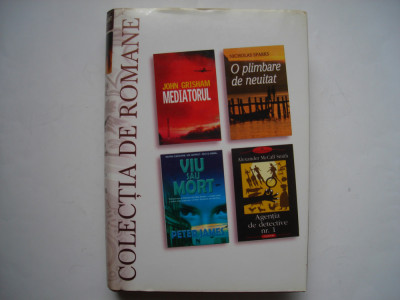 COLECȚIA DE ROMANE
JOHN GRISHAM
MEDIATORUL
NICHOLAS SPARKS
O plimbare
de neuitat
VIU
SAU
MORT
PETER JAMES
Alexander McCall Smith
Agenția
de detective
nr. 1